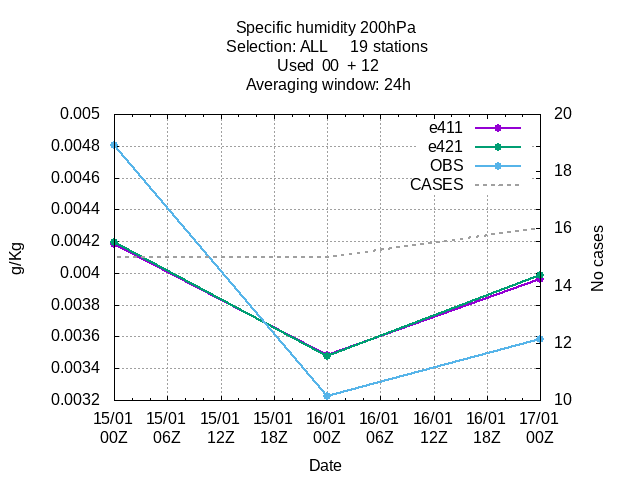 Specific humidity 200hPa
Selection: ALL     19 stations
Used  00  + 12
Averaging window: 24h
0.005
0.0048
0.0046
0.0044
0.0042
0.004
0.0038
0.0036
0.0034
0.0032
g/Kg
20
18
16
14
12
10
No cases
e411
e421
OBS
CASES
15/01 15/01 15/01 15/01 16/01 16/01 16/01 16/01 17/01
00Z 06Z 12Z 18Z 00Z 06Z 12Z 18Z 00Z
Date